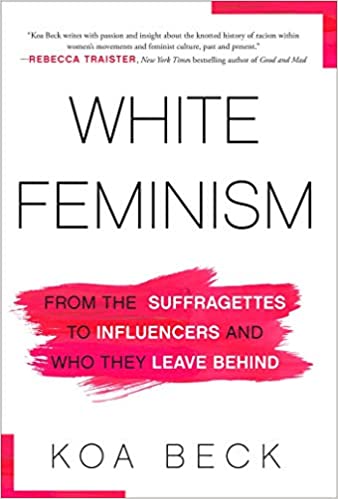 "Koa Beck writes with passion and insight about the knotted history of racism within
women's movements and feminist culture, past and present."
—REBECCA TRAISTER, New York Times bestselling author of Good and Mad
WHITE
FEMINISM
FROM THE SUFFRAGETTES
TO INFLUENCERS AND
WHO THEY LEAVE BEHIND
KOA BECK